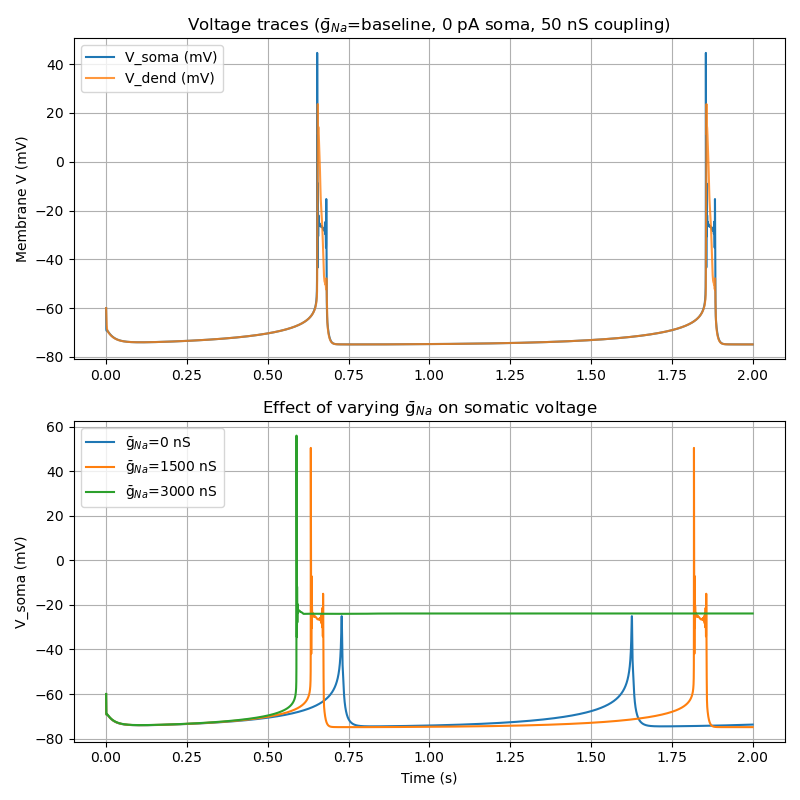 Voltage traces (ḡNa=baseline, 0 pA soma, 50 nS coupling)
V_soma (mV)
V_dend (mV)
Membrane V (mV)
40
20
0
−20
−40
−60
−80
0.00 0.25 0.50 0.75 1.00 1.25 1.50 1.75 2.00
Effect of varying ḡNa on somatic voltage
ḡNa=0 nS
ḡNa=1500 nS
ḡNa=3000 nS
V_soma (mV)
60
40
20
0
−20
−40
−60
−80
0.00 0.25 0.50 0.75 1.00 1.25 1.50 1.75 2.00
Time (s)